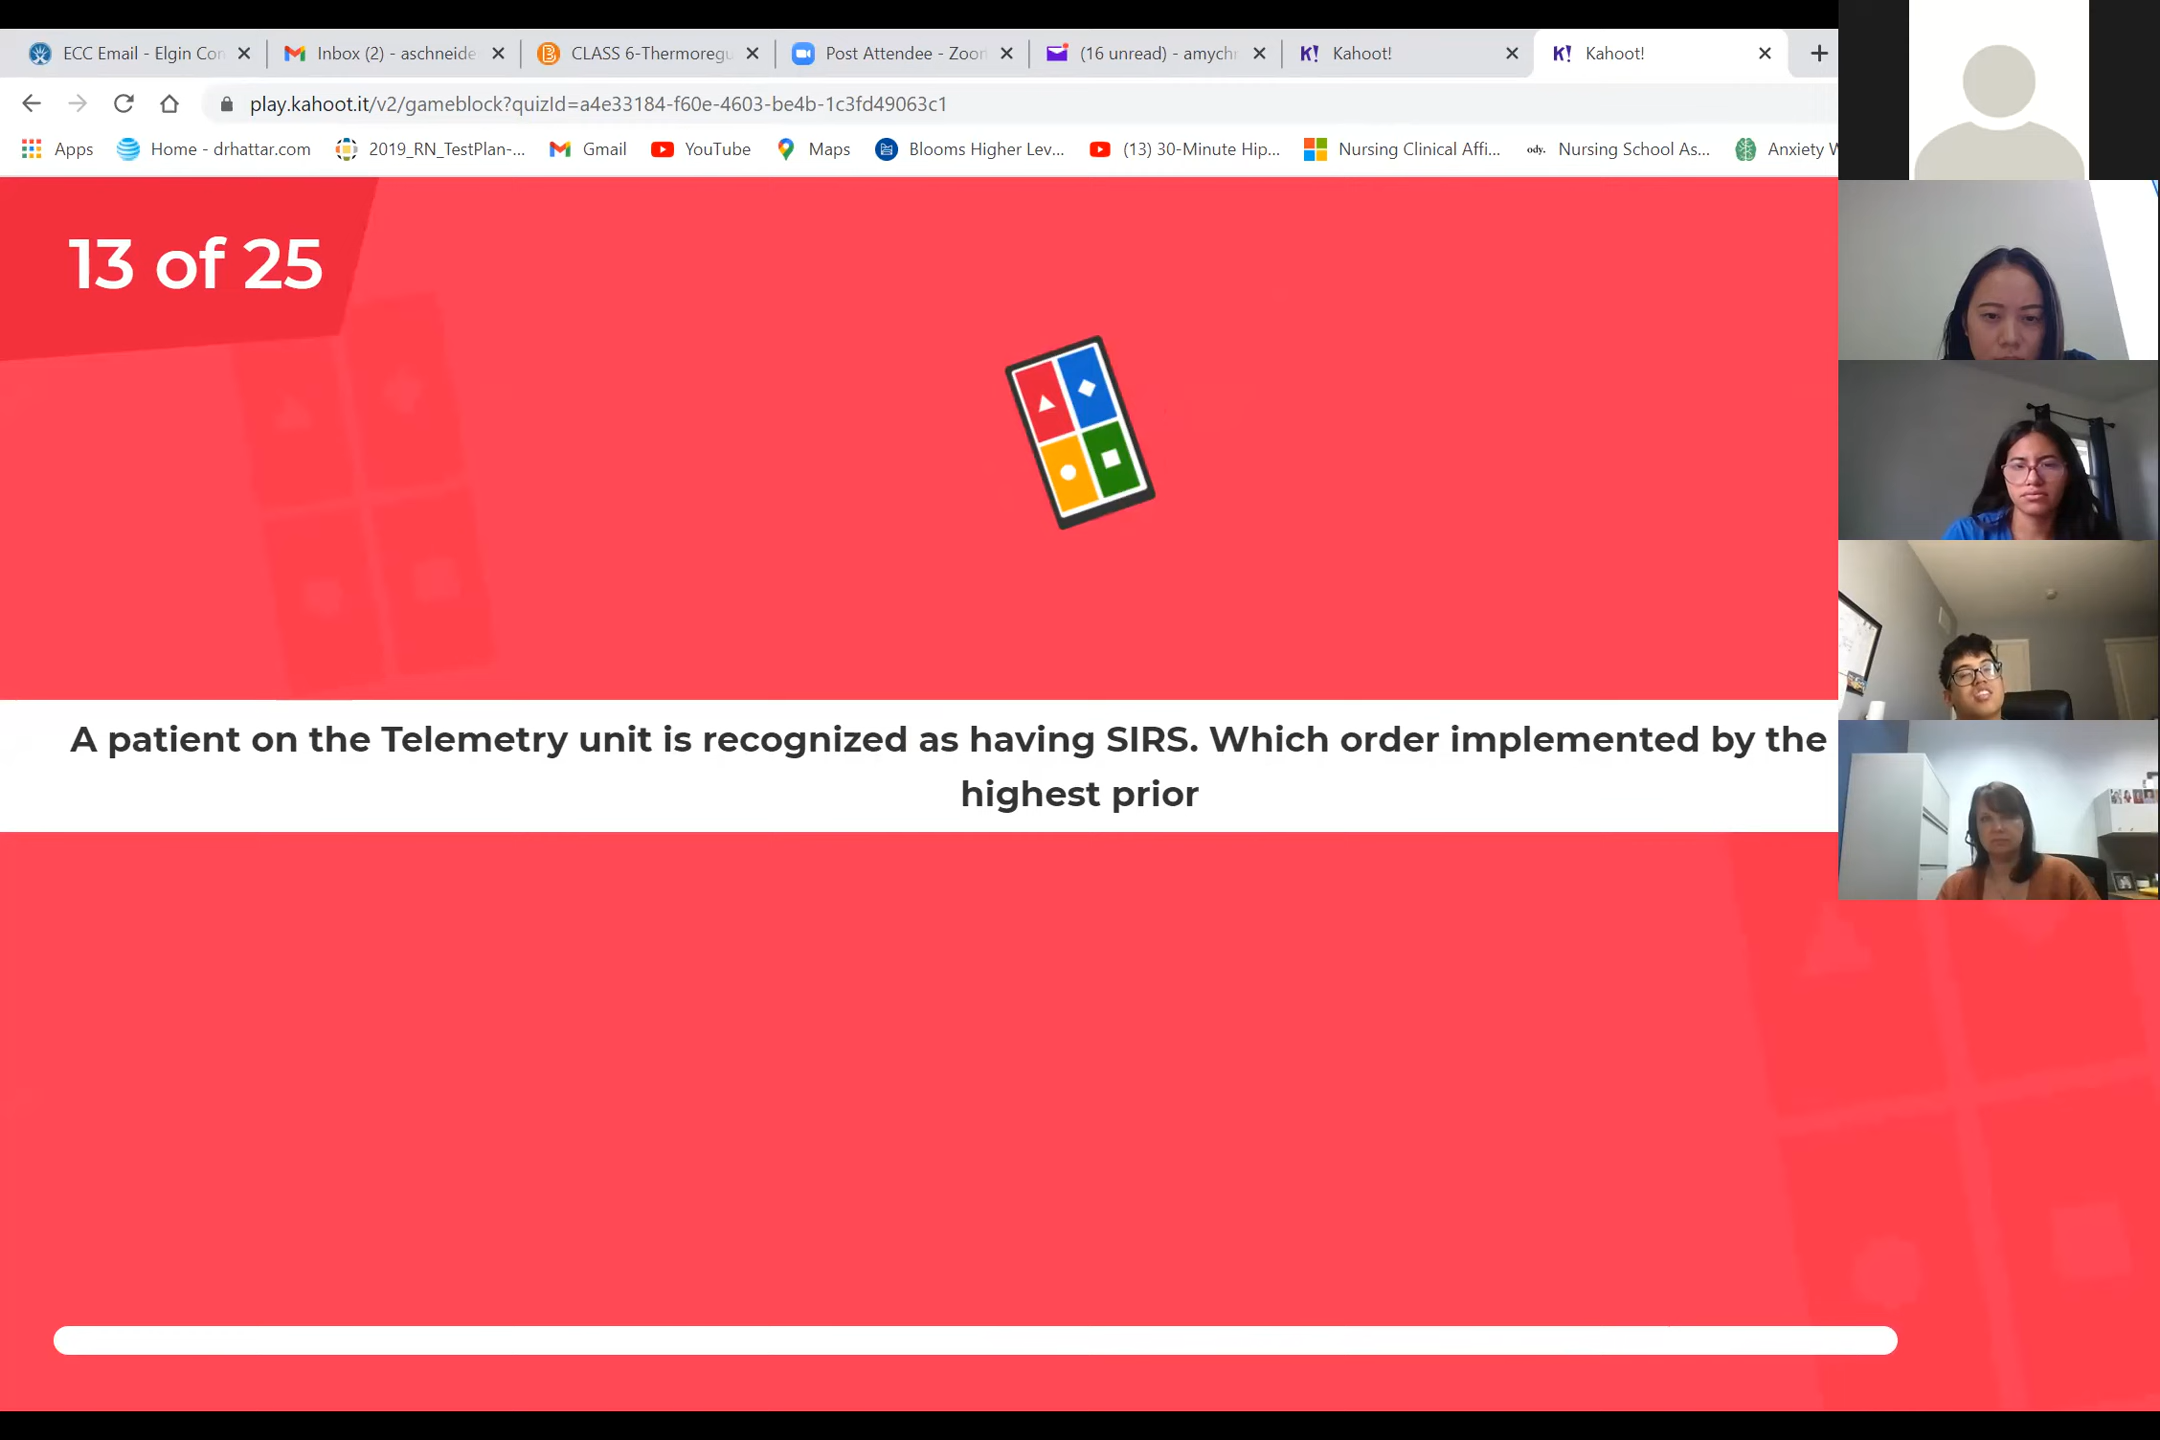 ECC Email - Elgin Con
Inbox (2) - aschneide
CLASS 6-Thermoregu
Post Attendee - Zoom
(16 unread) - amychr
K! Kahoot!
K! Kahoot!
play.kahoot.it/v2/gameblock?quizId=a4e33184-f60e-4603-be4b-1c3fd49063c1
Apps
Home - drhattar.com
2019_RN_TestPlan-...
Gmail
YouTube
Maps
Blooms Higher Lev...
(13) 30-Minute Hip...
Nursing Clinical Affi...
ody. Nursing School As...
Anxiety W
13 of 25
A patient on the Telemetry unit is recognized as having SIRS. Which order implemented by the
highest prior